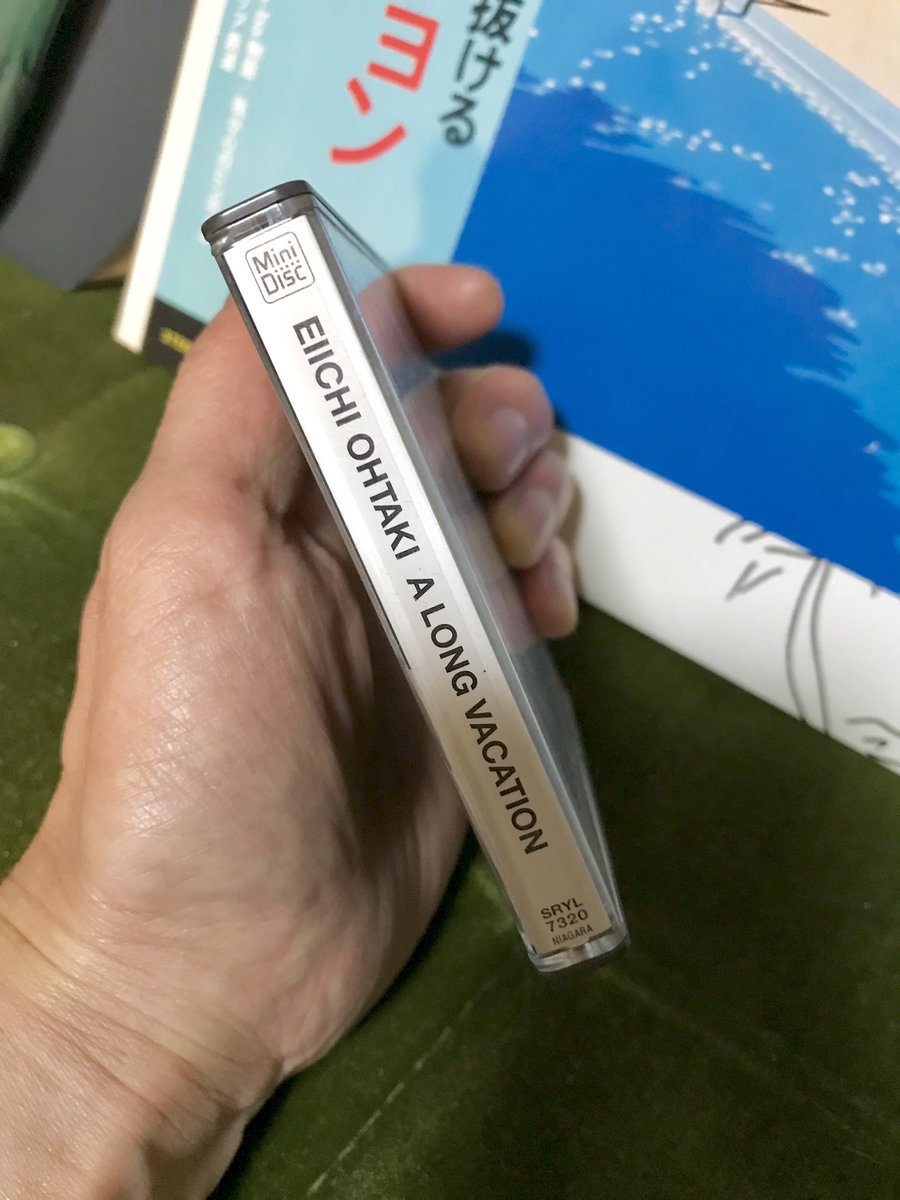 抜ける
ヨン
Mini
Disc
EIICHI OHTAKI A LONG VACATION
SRYL
7320
NIAGARA